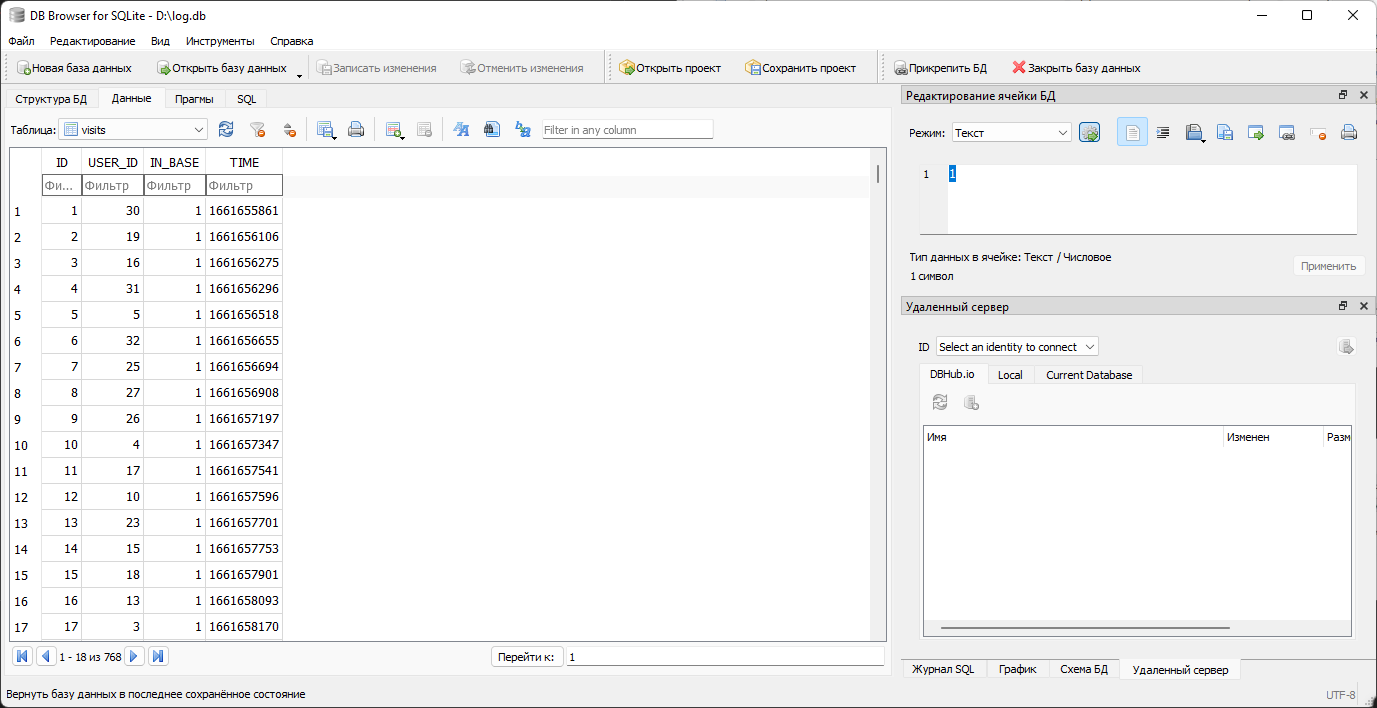 DB Browser for SQLite - D:\log.db
Файл Редактирование Вид Инструменты Справка
Новая база данных Открыть базу данных Записать изменения Отменить изменения Открыть проект Сохранить проект Прикрепить БД Закрыть базу данных
Структура БД Данные Прагмы SQL
Таблица: visits Filter in any column
ID USER_ID IN_BASE TIME
Фи... Фильтр Фильтр Фильтр
1 1 30 1 1661655861
2 2 19 1 1661656106
3 3 16 1 1661656275
4 4 31 1 1661656296
5 5 5 1 1661656518
6 6 32 1 1661656655
7 7 25 1 1661656694
8 8 27 1 1661656908
9 9 26 1 1661657197
10 10 4 1 1661657347
11 11 17 1 1661657541
12 12 10 1 1661657596
13 13 23 1 1661657701
14 14 15 1 1661657753
15 15 18 1 1661657901
16 16 13 1 1661658093
17 17 3 1 1661658170
1 - 18 из 768 Перейти к: 1
Редактирование ячейки БД
Режим: Текст
1 1
Тип данных в ячейке: Текст / Числовое
1 символ
Применить
Удаленный сервер
ID Select an identity to connect
DBHub.io Local Current Database
Имя Изменен Разм
Журнал SQL График Схема БД Удаленный сервер
Вернуть базу данных в последнее сохранённое состояние UTF-8